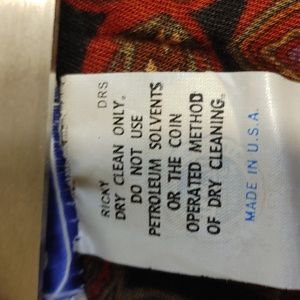 RICKY DRS
DRY CLEAN ONLY.
DO NOT USE
PETROLEUM SOLVENTS
OR THE COIN
OPERATED METHOD
OF DRY CLEANING.
MADE IN U.S.A.